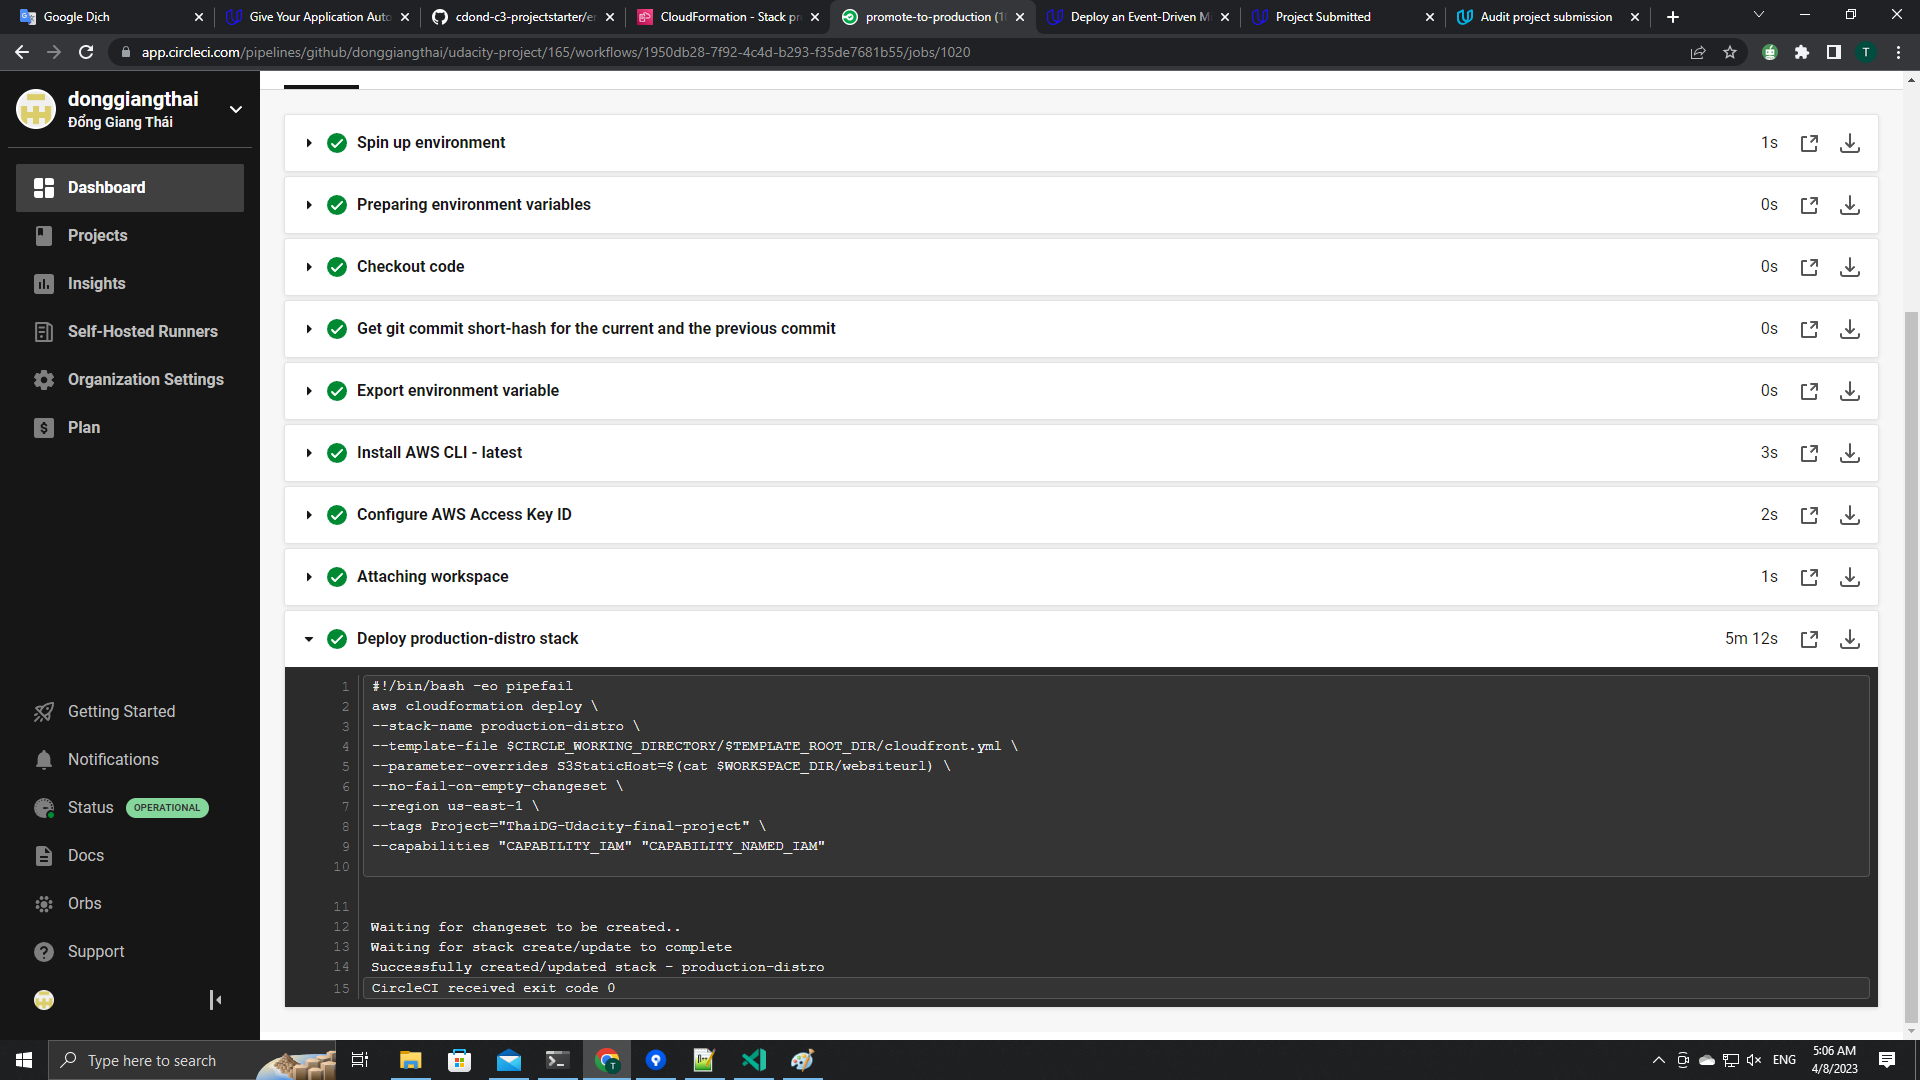 Google Dịch
Give Your Application Auto
cdond-c3-projectstarter/er
CloudFormation - Stack pr
promote-to-production (10
Deploy an Event-Driven Mi
Project Submitted
Audit project submission
app.circleci.com/pipelines/github/donggiangthai/udacity-project/165/workflows/1950db28-7f92-4c4d-b293-f35de7681b55/jobs/1020
T
donggiangthai
Đổng Giang Thái
Dashboard
Projects
Insights
Self-Hosted Runners
Organization Settings
Plan
Getting Started
Notifications
Status OPERATIONAL
Docs
Orbs
Support
Spin up environment 1s
Preparing environment variables 0s
Checkout code 0s
Get git commit short-hash for the current and the previous commit 0s
Export environment variable 0s
Install AWS CLI - latest 3s
Configure AWS Access Key ID 2s
Attaching workspace 1s
Deploy production-distro stack 5m 12s
1 #!/bin/bash -eo pipefail
2 aws cloudformation deploy \
3 --stack-name production-distro \
4 --template-file $CIRCLE_WORKING_DIRECTORY/$TEMPLATE_ROOT_DIR/cloudfront.yml \
5 --parameter-overrides S3StaticHost=$(cat $WORKSPACE_DIR/websiteurl) \
6 --no-fail-on-empty-changeset \
7 --region us-east-1 \
8 --tags Project="ThaiDG-Udacity-final-project" \
9 --capabilities "CAPABILITY_IAM" "CAPABILITY_NAMED_IAM"
10
11
12 Waiting for changeset to be created..
13 Waiting for stack create/update to complete
14 Successfully created/updated stack - production-distro
15 CircleCI received exit code 0
Type here to search
T
ENG
5:06 AM
4/8/2023